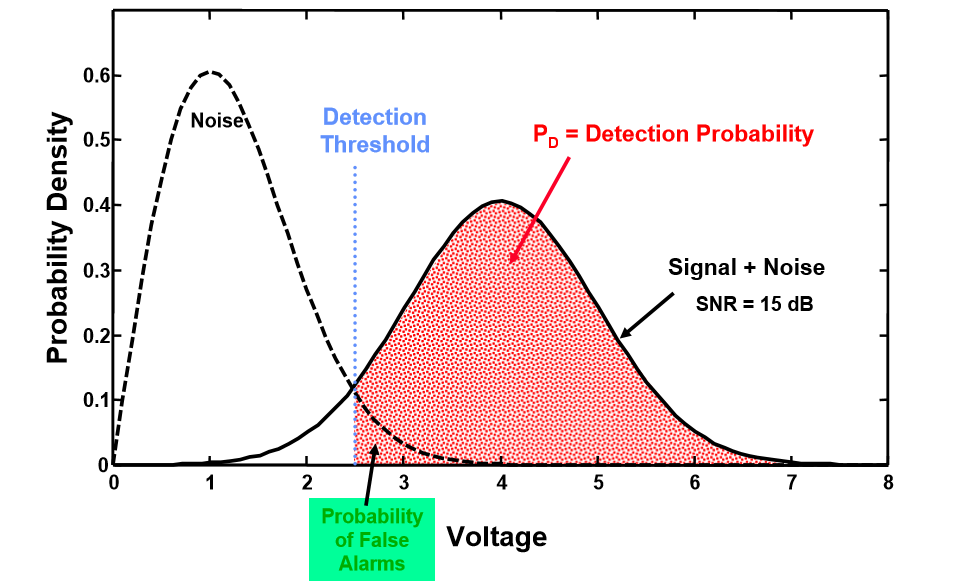 0.6
0.5
0.4
0.3
0.2
0.1
0
Probability Density
Noise
Detection
Threshold
PD = Detection Probability
Signal + Noise
SNR = 15 dB
0 1 2 3 4 5 6 7 8
Probability
of False
Alarms
Voltage